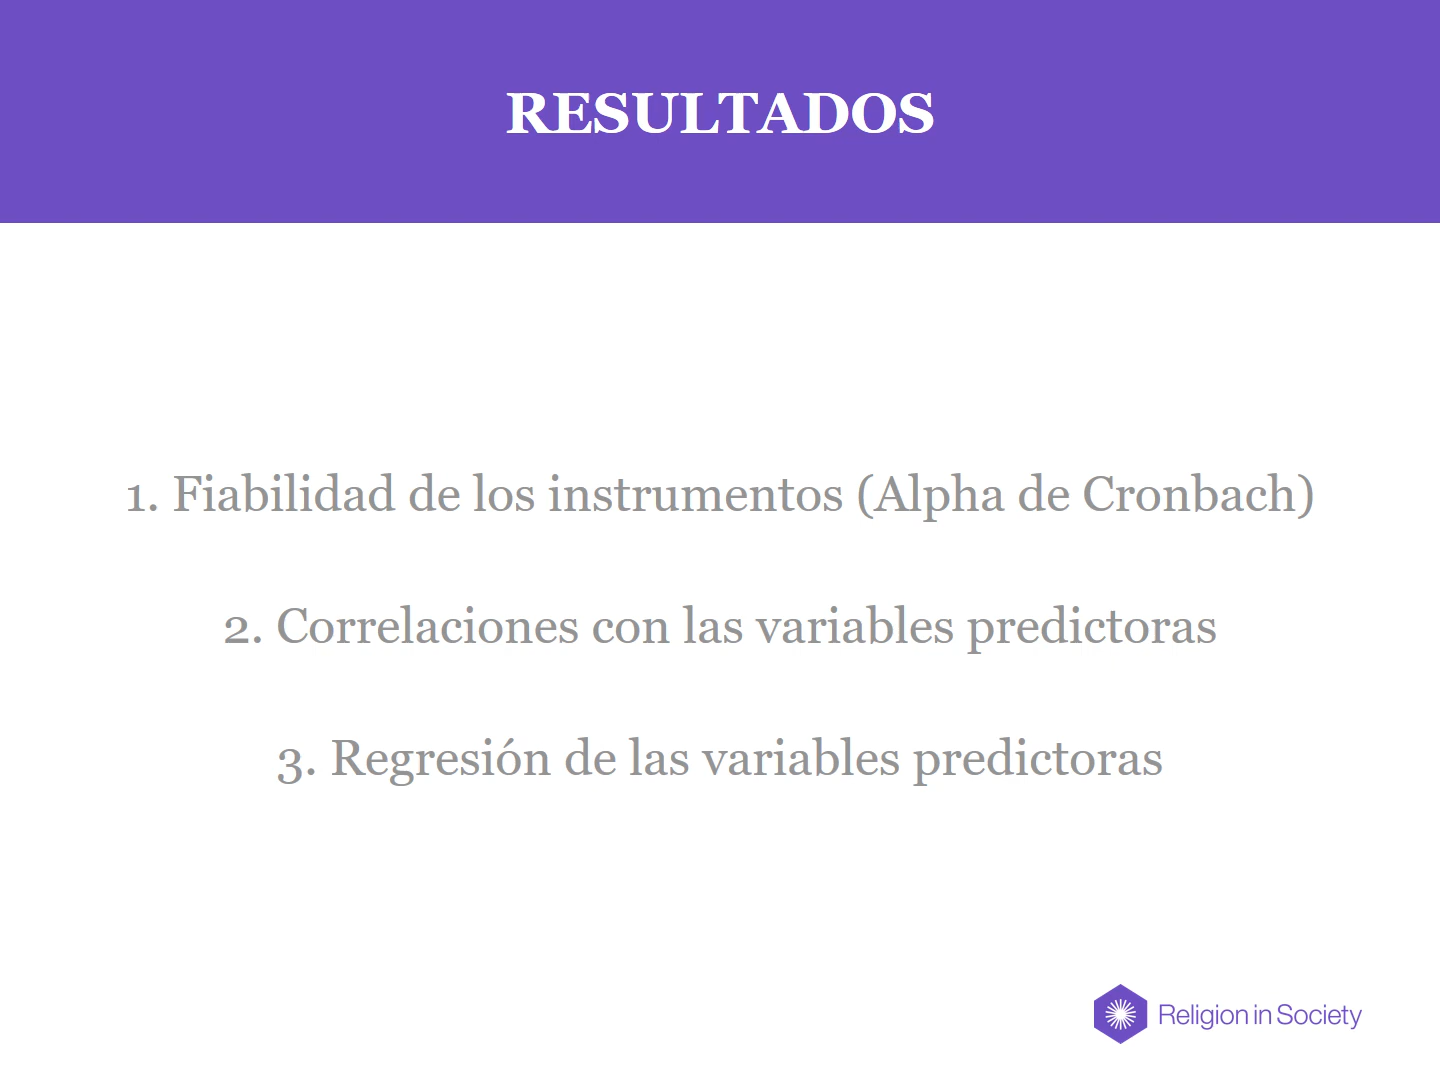 RESULTADOS
1. Fiabilidad de los instrumentos (Alpha de Cronbach)
2. Correlaciones con las variables predictoras
3. Regresión de las variables predictoras
Religion in Society